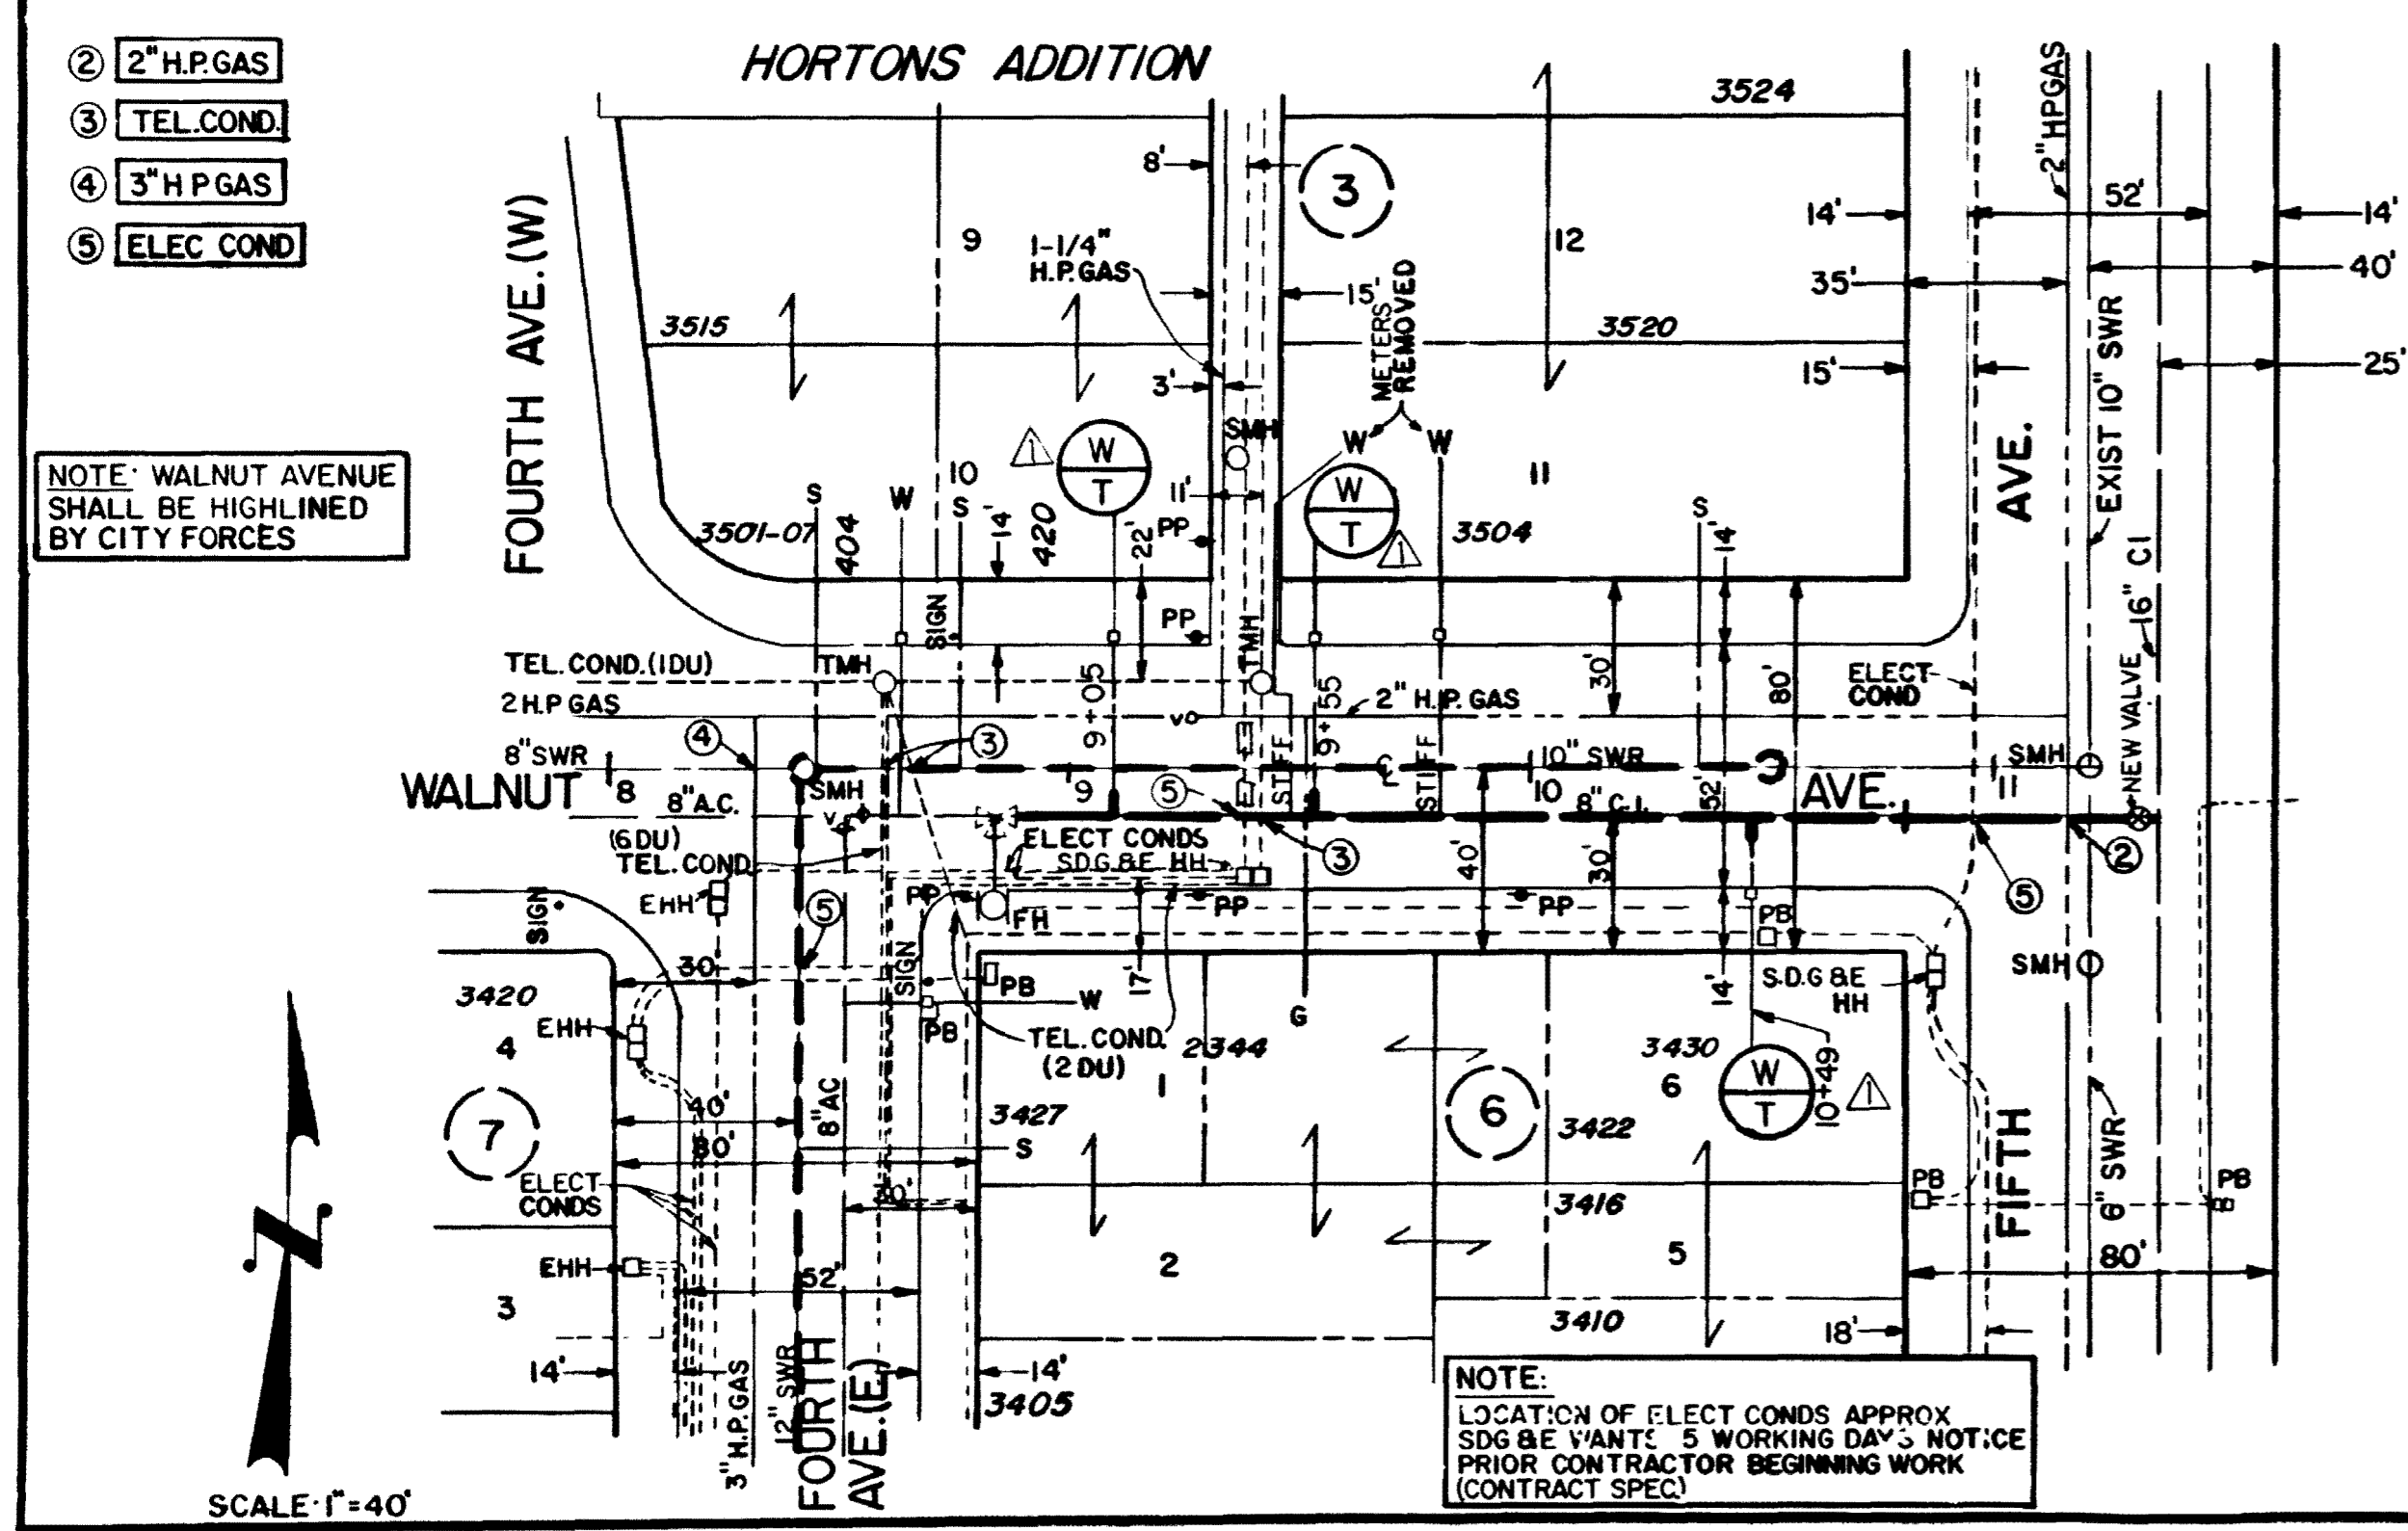 ② 2" H.P. GAS
③ TEL. COND.
④ 3" H P GAS
⑤ ELEC COND
HORTONS ADDITION
NOTE: WALNUT AVENUE
SHALL BE HIGHLINED
BY CITY FORCES
FOURTH AVE. (W)
3524
2" HPGAS
8'
3
14'
52'
14'
9
1-1/4"
H.P. GAS
12
40'
35'
15'
3515
3520
METERS
REMOVED
EXIST 10" SWR
3'
15'
25'
AVE.
W
T
1
SMH
W
W
10
11
S
W
S
11'
W
T
1
S
3501-07
404
14'
420
22'
PP
3504
14'
SIGN
PP
TMH
NEW VALVE
16" CI
TEL. COND. (1DU)
TMH
9+05
9+55
30'
80'
ELECT
COND
2 H.P GAS
V
2" H. P. GAS
④
③
8" SWR
E
STIFF
STIFF
10" SWR
SMH
WALNUT
8
SMH
9
⑤
E
10
52'
AVE.
11
8" A.C.
V
8" C.I.
(6 DU)
TEL. COND.
ELECT CONDS
S.D.G.&E HH
③
40'
30'
②
⑤
SIGN
EHH
⑤
PP
FH
PP
PP
PB
30
SIGN
PB
17'
14'
S.D.G &E
HH
SMH
3420
EHH
PB
W
G
4
TEL. COND.
(2 DU)
2344
3430
6
W
T
10+49
1
7
40'
8" AC
3427
1
6
3422
80'
S
FIFTH
6" SWR
ELECT
CONDS
30'
3416
PB
PB
EHH
2
5
80'
3
52'
3410
18'
14'
3" H.P. GAS
12" SWR
FOURTH
AVE. (E)
14'
3405
NOTE:
LOCATION OF ELECT CONDS APPROX
SDG &E WANTS 5 WORKING DAYS NOTICE
PRIOR CONTRACTOR BEGINNING WORK
(CONTRACT SPEC.)
SCALE: 1"=40'